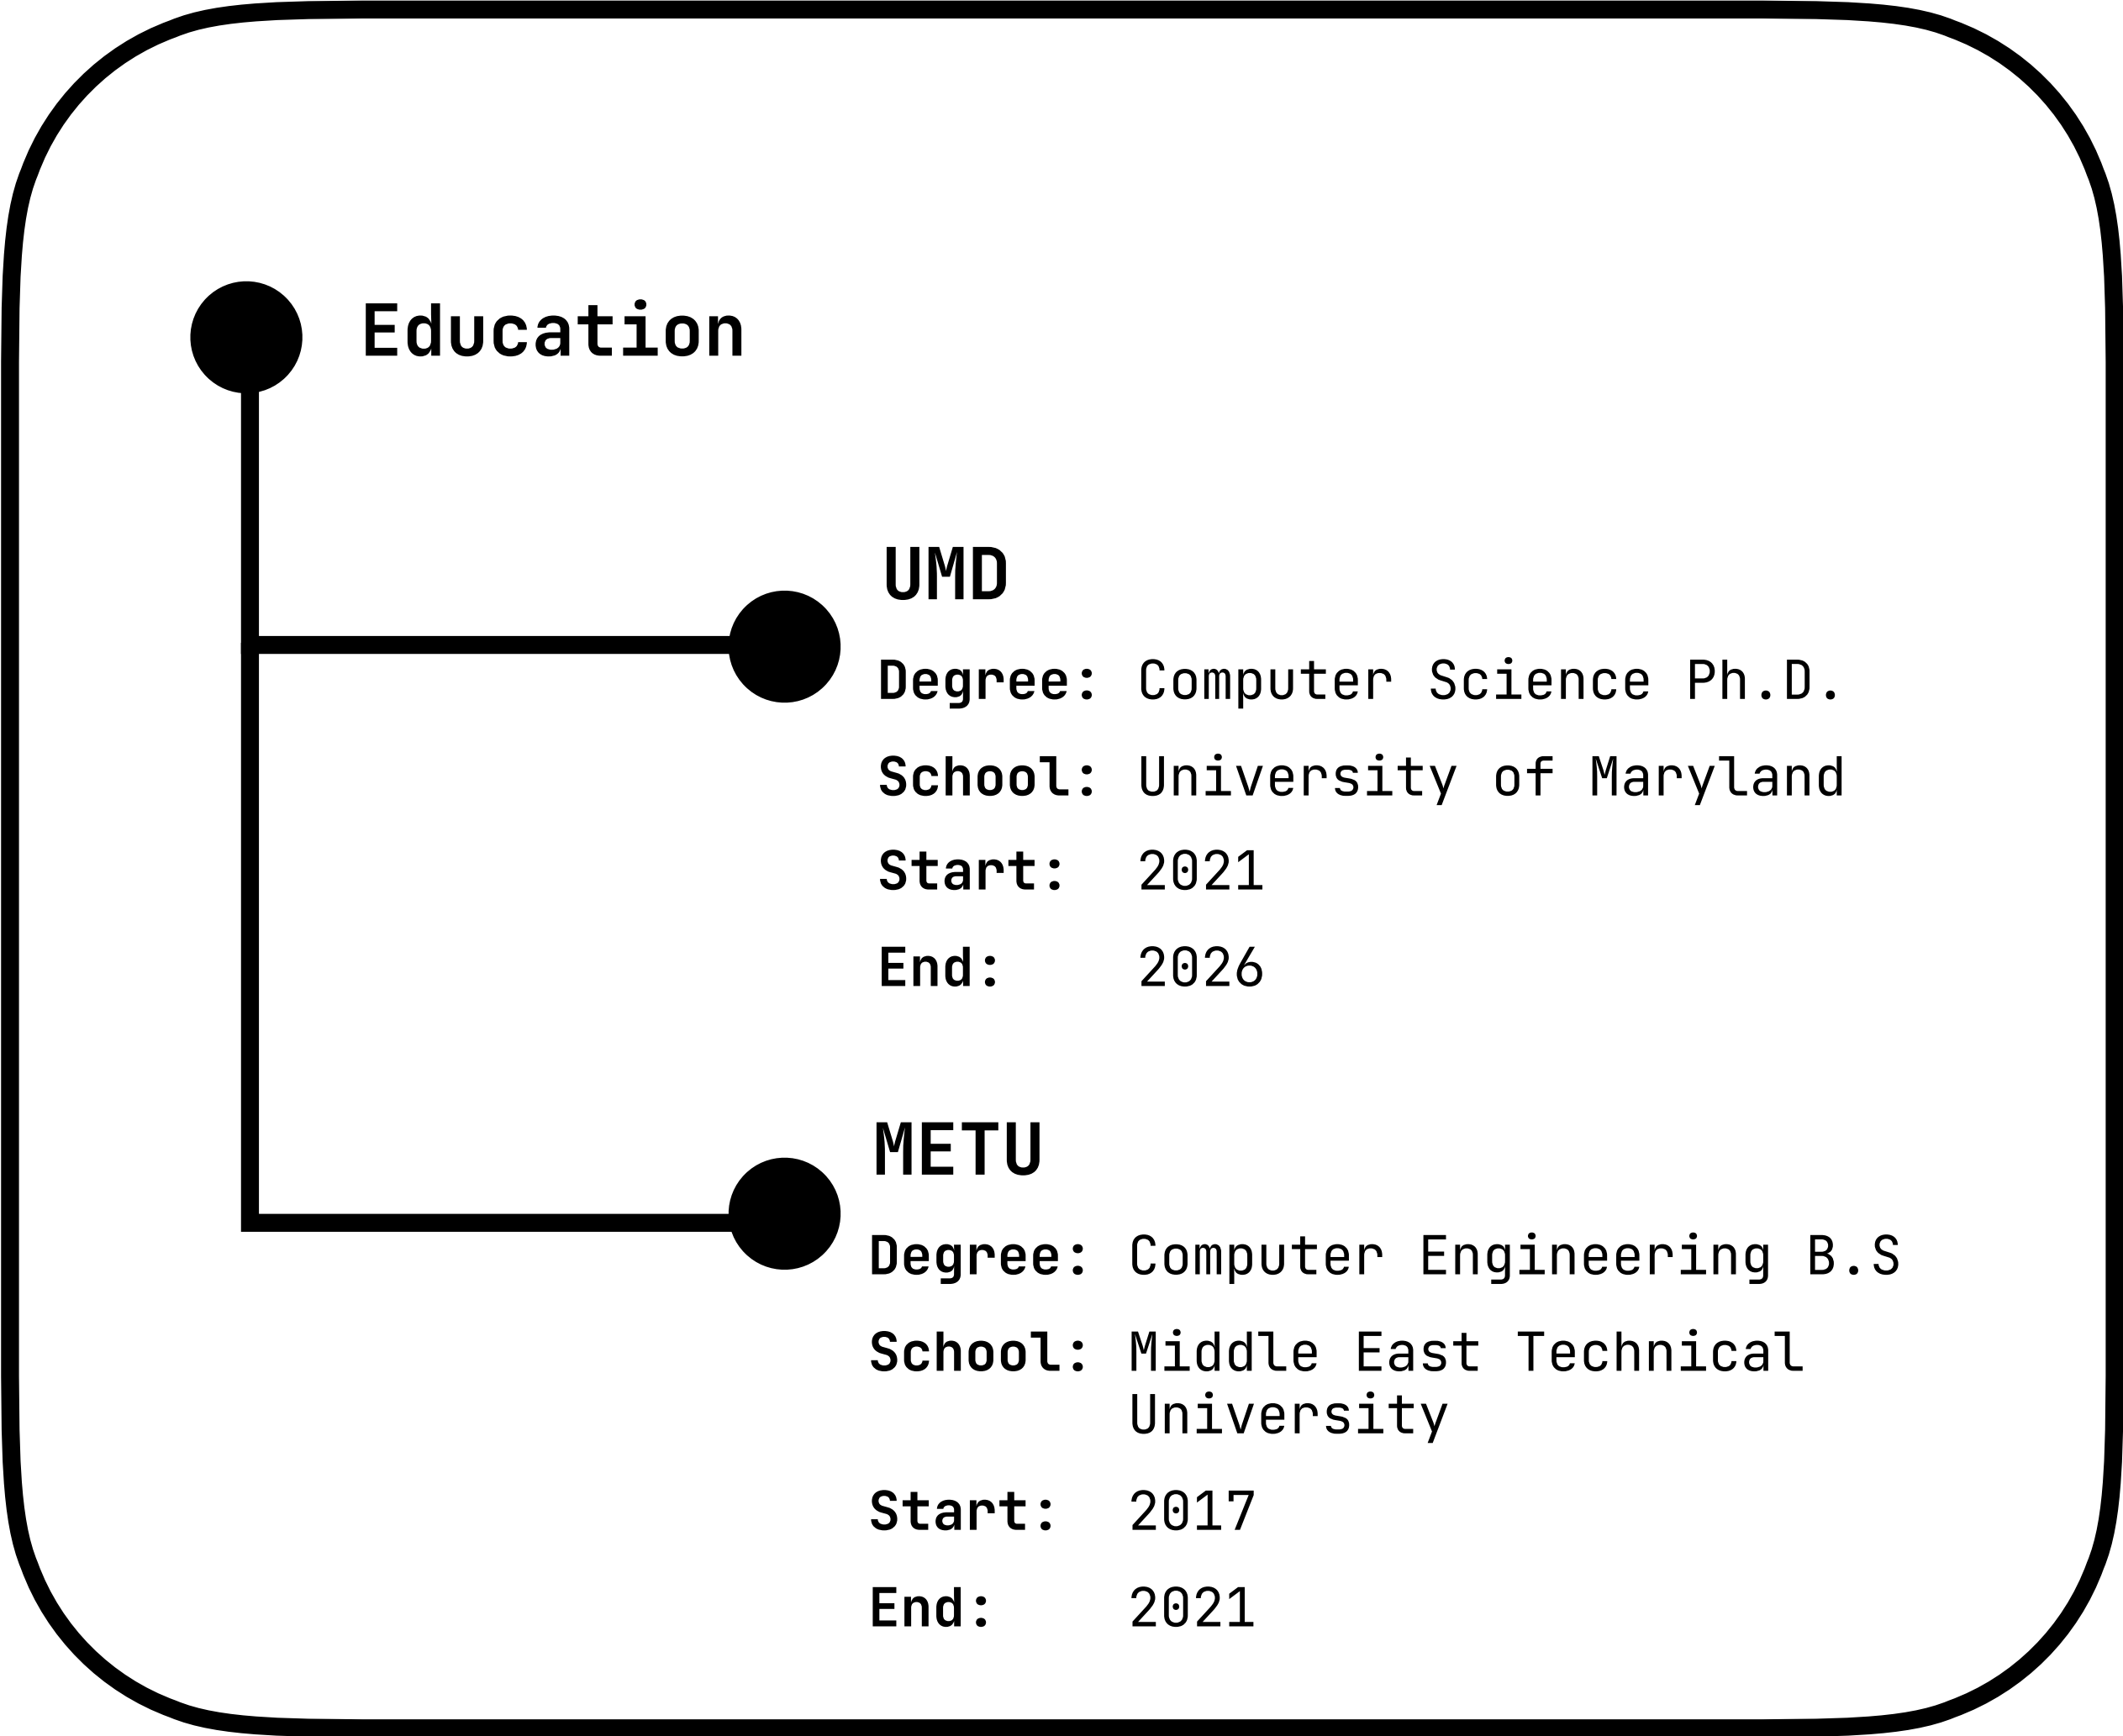 Education
UMD
Degree: Computer Science Ph.D.
School: University of Maryland
Start: 2021
End: 2026
METU
Degree: Computer Engineering B.S
School: Middle East Technical
University
Start: 2017
End: 2021